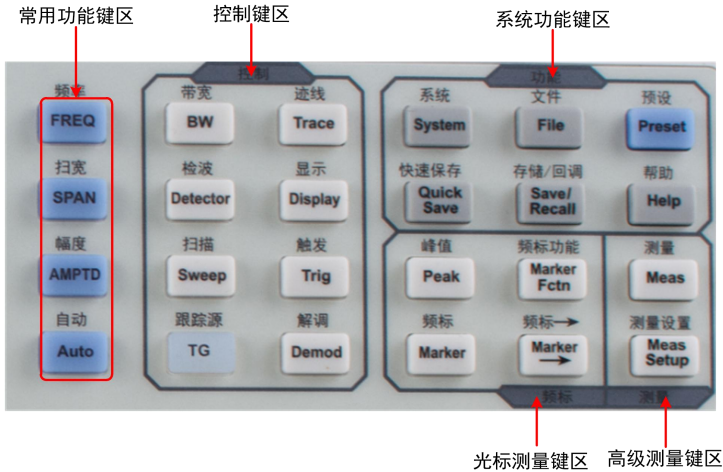 常用功能键区
控制键区
系统功能键区
控制
功能
频率
FREQ
扫宽
SPAN
幅度
AMPTD
自动
Auto
带宽
BW
迹线
Trace
检波
Detector
显示
Display
扫描
Sweep
触发
Trig
跟踪源
TG
解调
Demod
系统
System
文件
File
预设
Preset
快速保存
Quick
Save
存储/回调
Save/
Recall
帮助
Help
峰值
Peak
频标功能
Marker
Fctn
测量
Meas
频标
Marker
频标→
Marker
→
测量设置
Meas
Setup
频标
测量
光标测量键区
高级测量键区